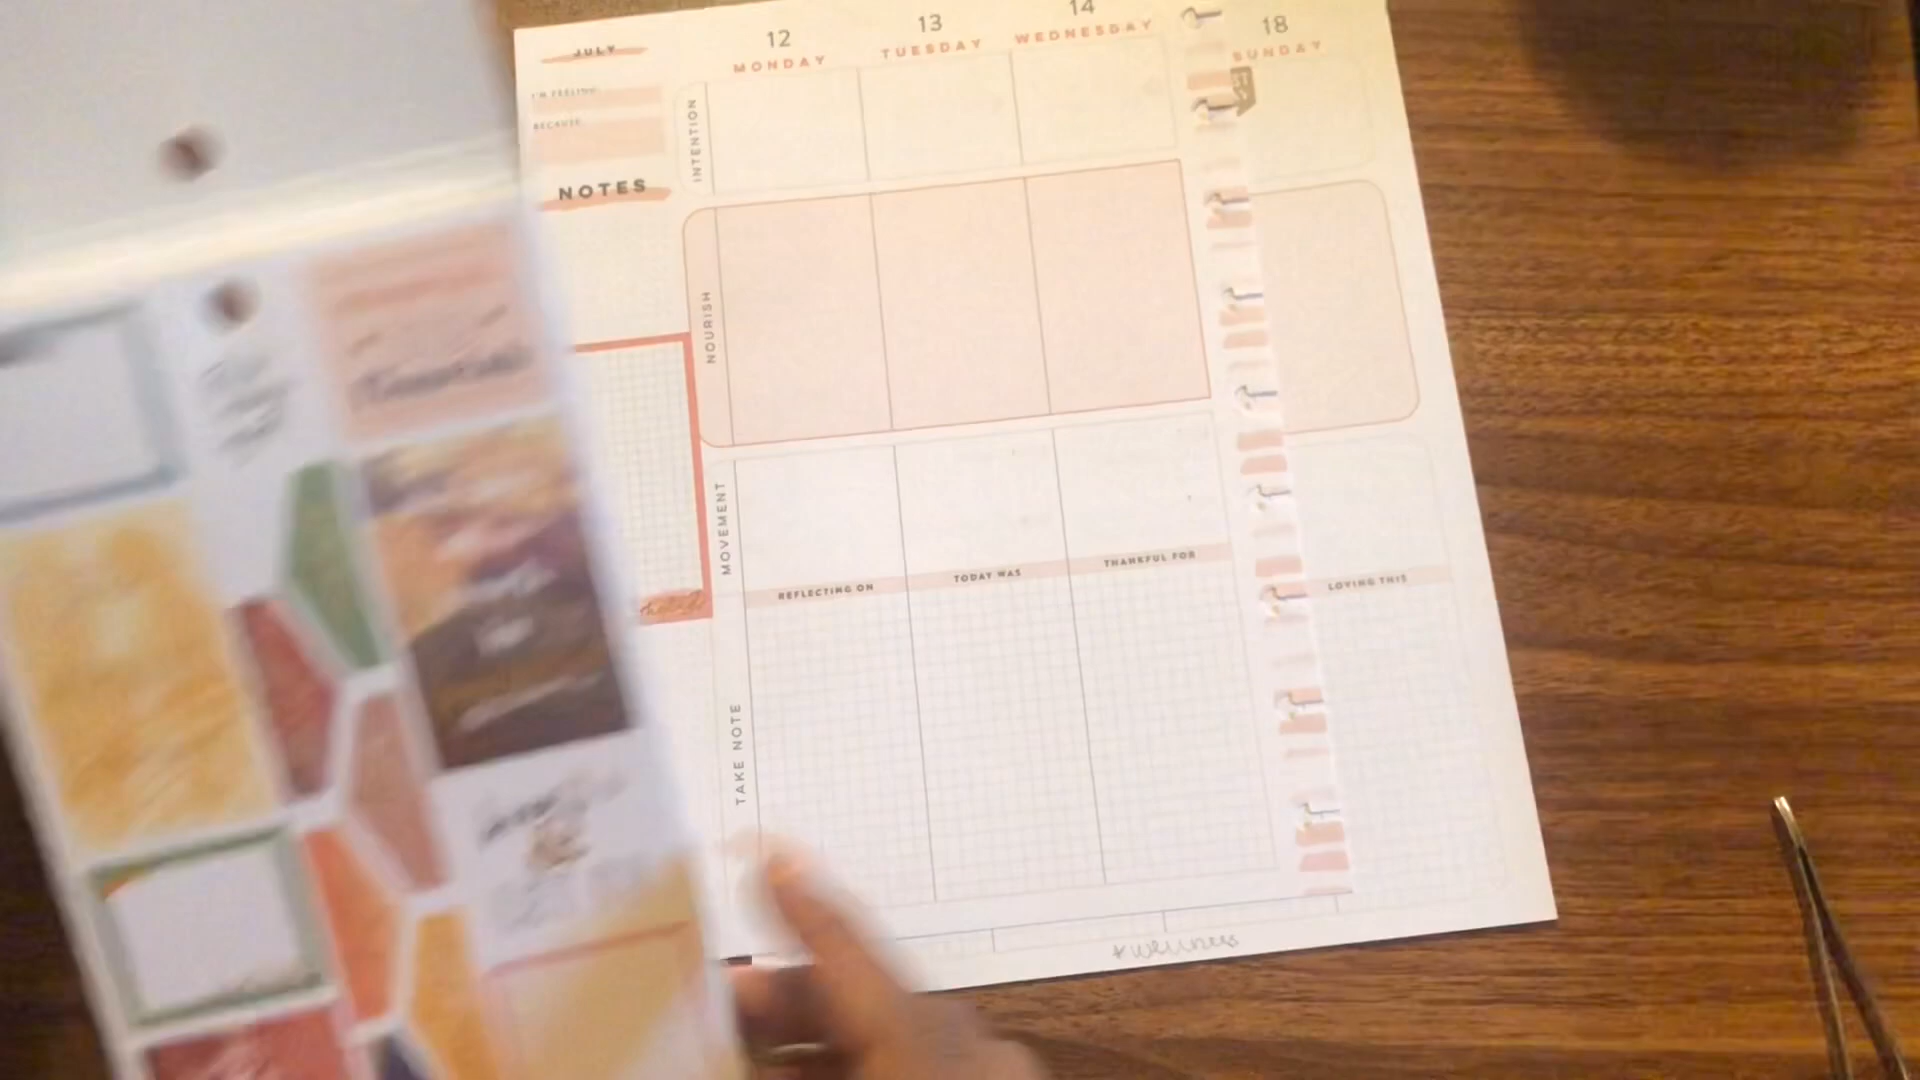 JULY
12
13
14
18
MONDAY
TUESDAY
WEDNESDAY
SUNDAY
I'M FEELING:
BECAUSE:
NOTES
INTENTION
NOURISH
MOVEMENT
REFLECTING ON
TODAY WAS
THANKFUL FOR
LOVING THIS
TAKE NOTE
#wellness